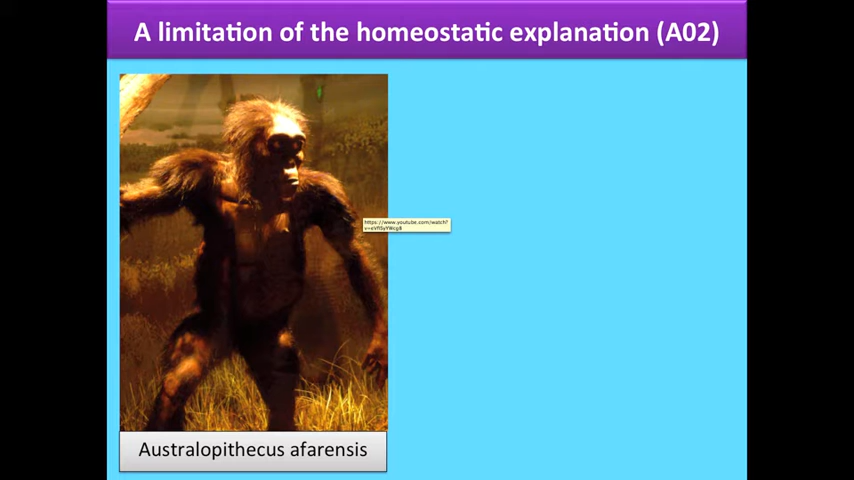 A limitation of the homeostatic explanation (A02)
https://www.youtube.com/watch?
Australopithecus afarensis